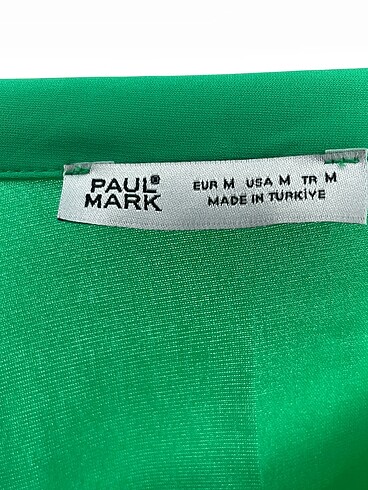 PAUL®
MARK
EUR M USA M TR M
MADE IN TÜRKİYE